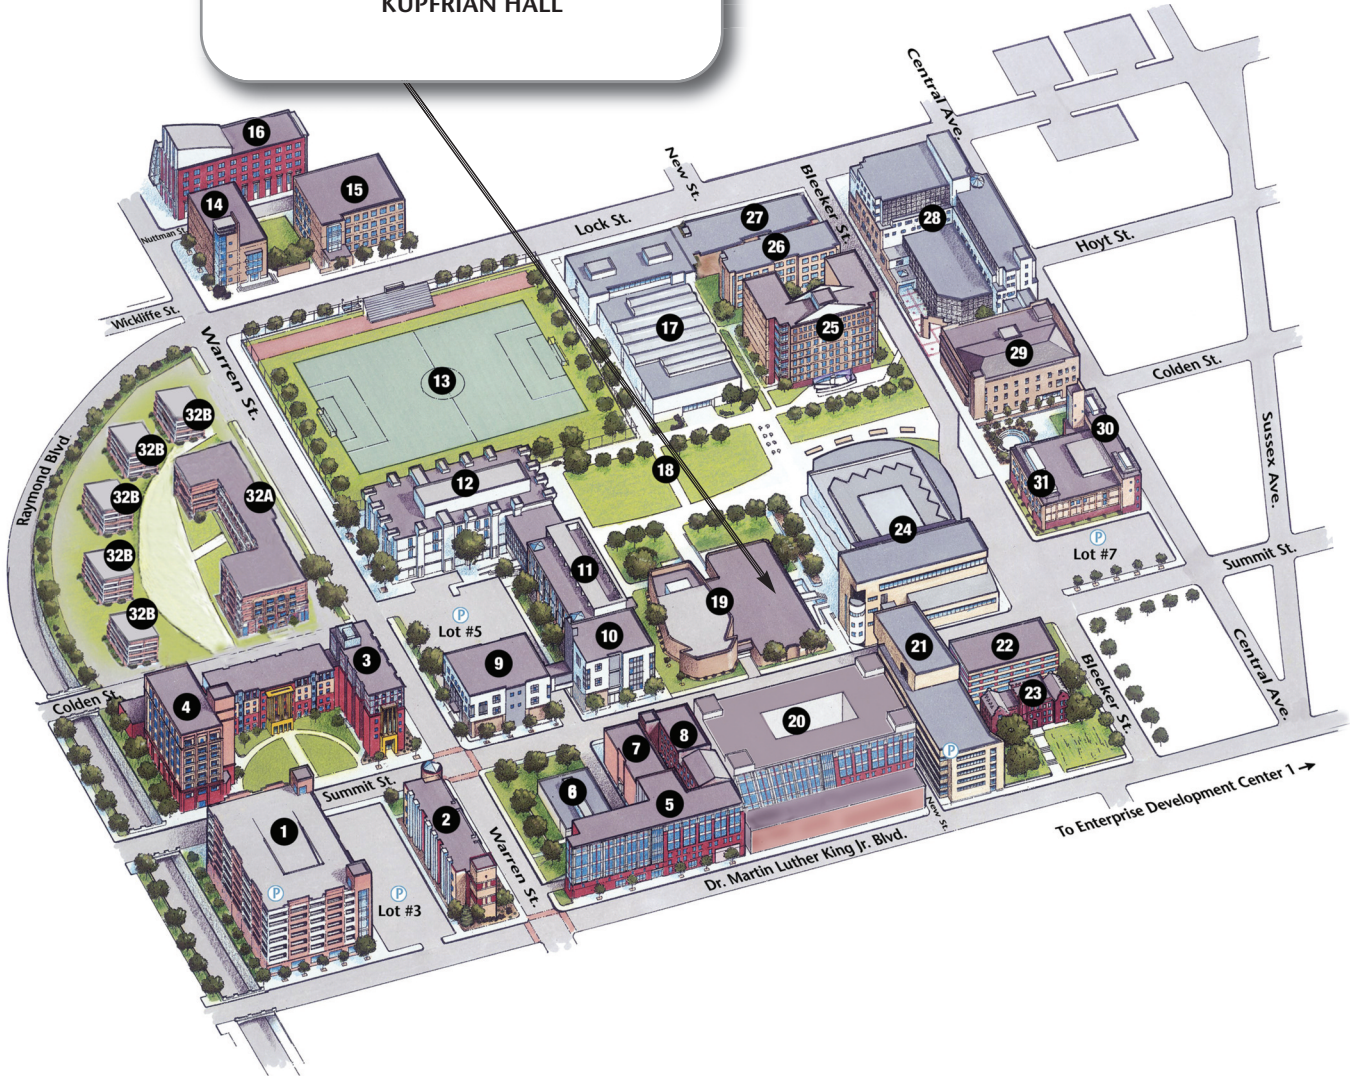 KUPFRIAN HALL
Central Ave.
New St.
Bleeker St.
Lock St.
Hoyt St.
Nuttman St.
Wickliffe St.
Warren St.
Colden St.
Sussex Ave.
Raymond Blvd
16
15
14
27
26
28
17
25
29
13
30
12
18
31
32B
32B
32A
32B
32B
32B
24
P
Lot #7
Summit St.
11
P
Lot #5
19
10
9
3
21
22
Central Ave.
Bleeker St.
Colden St.
4
23
20
8
7
P
6
5
Summit St.
2
1
New St.
To Enterprise Development Center 1 →
Warren St.
Dr. Martin Luther King Jr. Blvd.
P
P
Lot #3